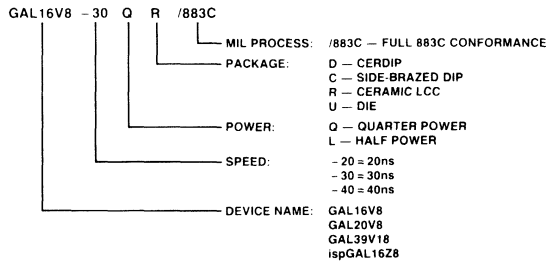 GAL16V8 -30 Q R /883C
MIL PROCESS: /883C — FULL 883C CONFORMANCE
PACKAGE: D — CERDIP
C — SIDE-BRAZED DIP
R — CERAMIC LCC
U — DIE
POWER: Q — QUARTER POWER
L — HALF POWER
SPEED: -20 = 20ns
-30 = 30ns
-40 = 40ns
DEVICE NAME: GAL16V8
GAL20V8
GAL39V18
ispGAL16Z8